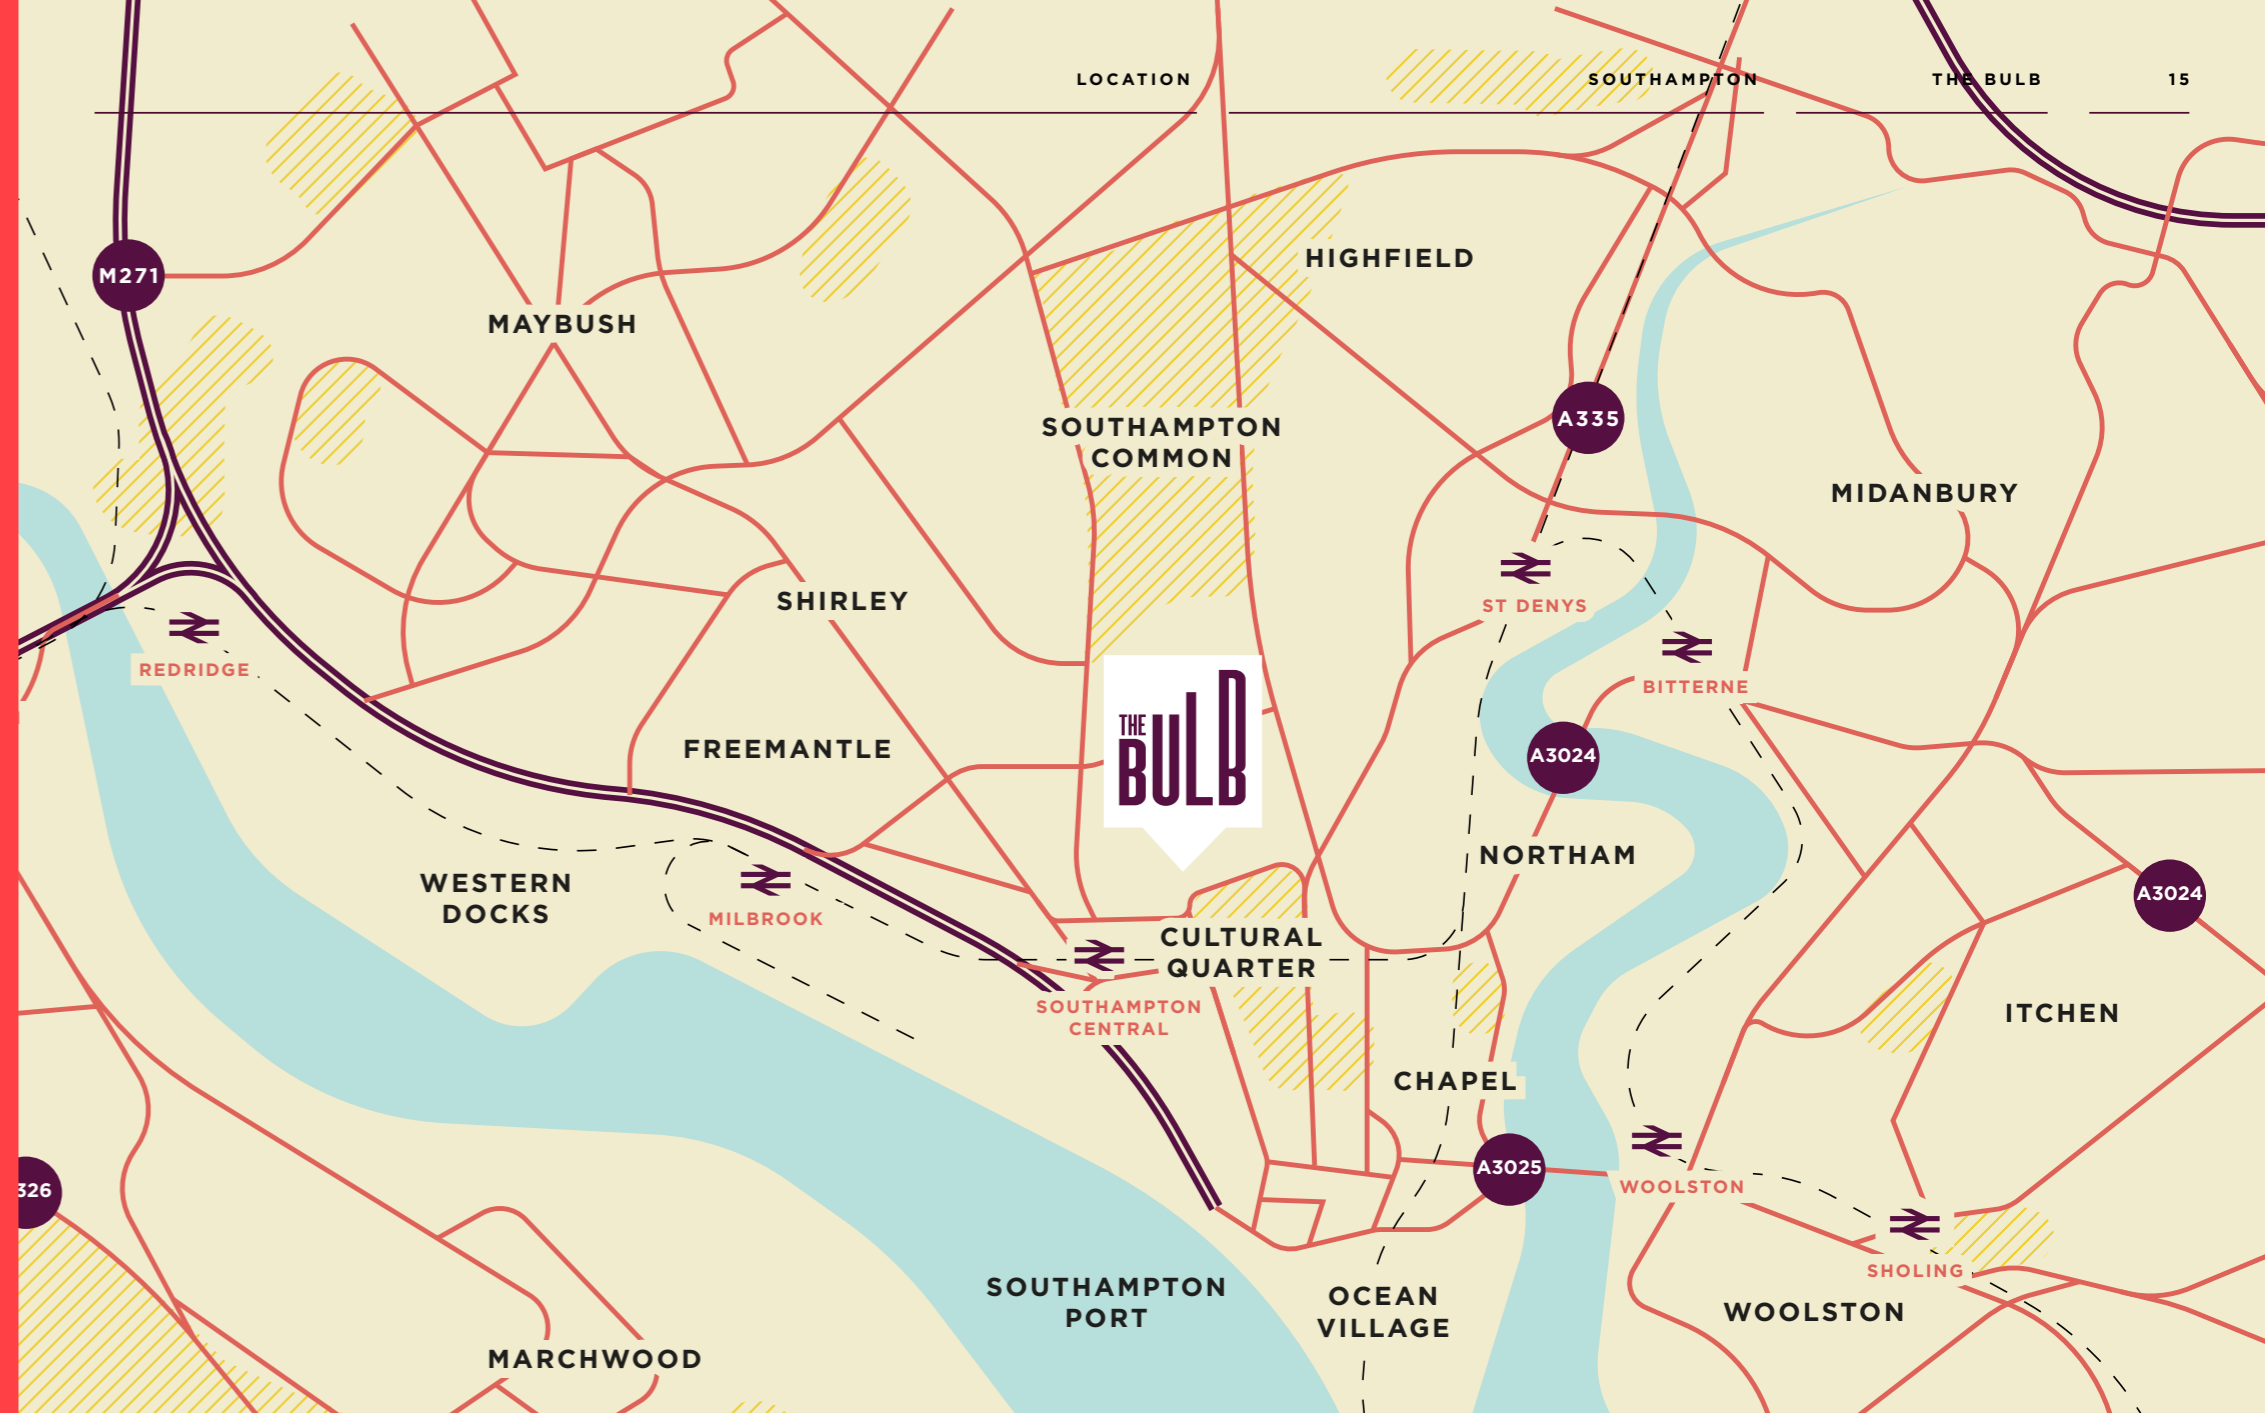 LOCATION
SOUTHAMPTON
THE BULB
15
M271
HIGHFIELD
MAYBUSH
A335
SOUTHAMPTON
COMMON
MIDANBURY
SHIRLEY
ST DENYS
REDRIDGE
BITTERNE
THE
BULB
FREEMANTLE
A3024
NORTHAM
WESTERN
DOCKS
MILBROOK
A3024
CULTURAL
QUARTER
SOUTHAMPTON
CENTRAL
ITCHEN
CHAPEL
A3025
WOOLSTON
326
SHOLING
SOUTHAMPTON
PORT
OCEAN
VILLAGE
WOOLSTON
MARCHWOOD